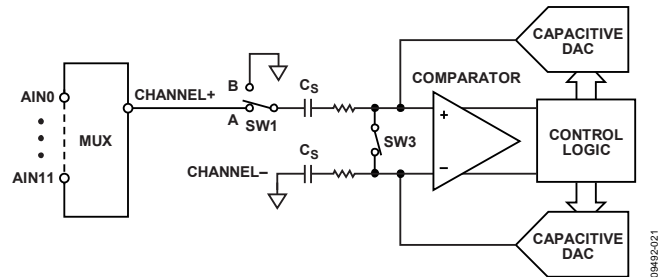 CAPACITIVE
DAC
B
CHANNEL+
CS
COMPARATOR
AIN0
A
SW1
+
MUX
SW3
CONTROL
LOGIC
CS
AIN11
CHANNEL–
–
CAPACITIVE
DAC
09492-021